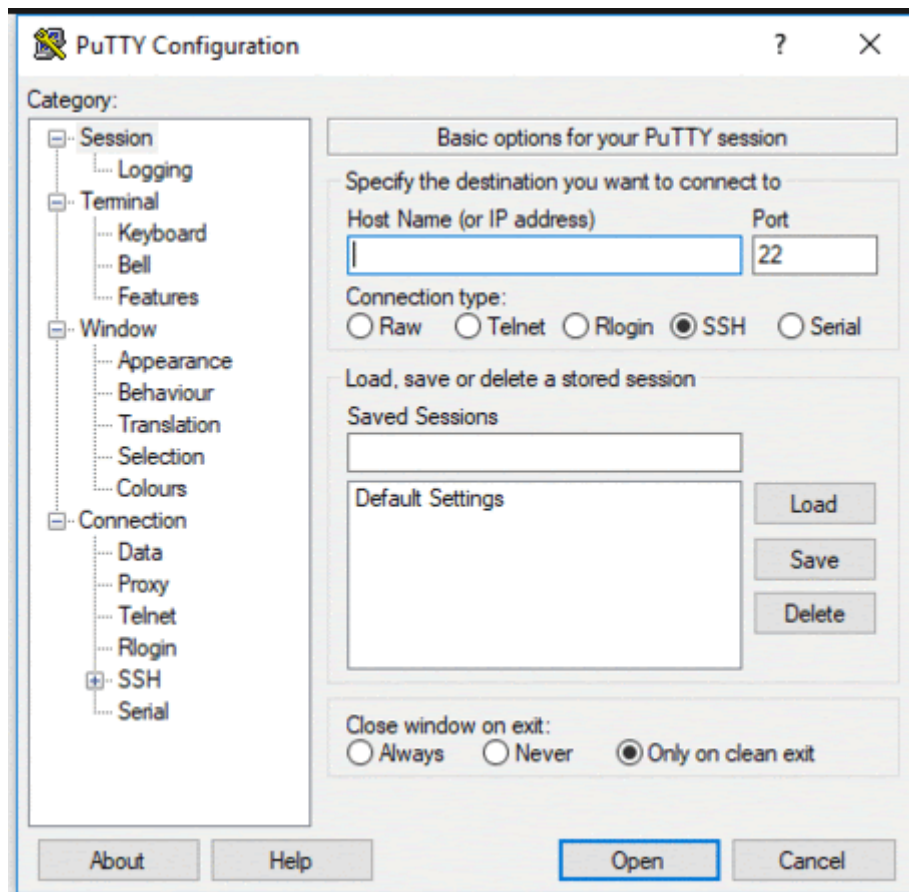 PuTTY Configuration
?
Category:
Session
Logging
Terminal
Keyboard
Bell
Features
Window
Appearance
Behaviour
Translation
Selection
Colours
Connection
Data
Proxy
Telnet
Rlogin
SSH
Serial
Basic options for your PuTTY session
Specify the destination you want to connect to
Host Name (or IP address) Port
22
Connection type:
Raw Telnet Rlogin SSH Serial
Load, save or delete a stored session
Saved Sessions
Default Settings
Load
Save
Delete
Close window on exit:
Always Never Only on clean exit
About Help Open Cancel